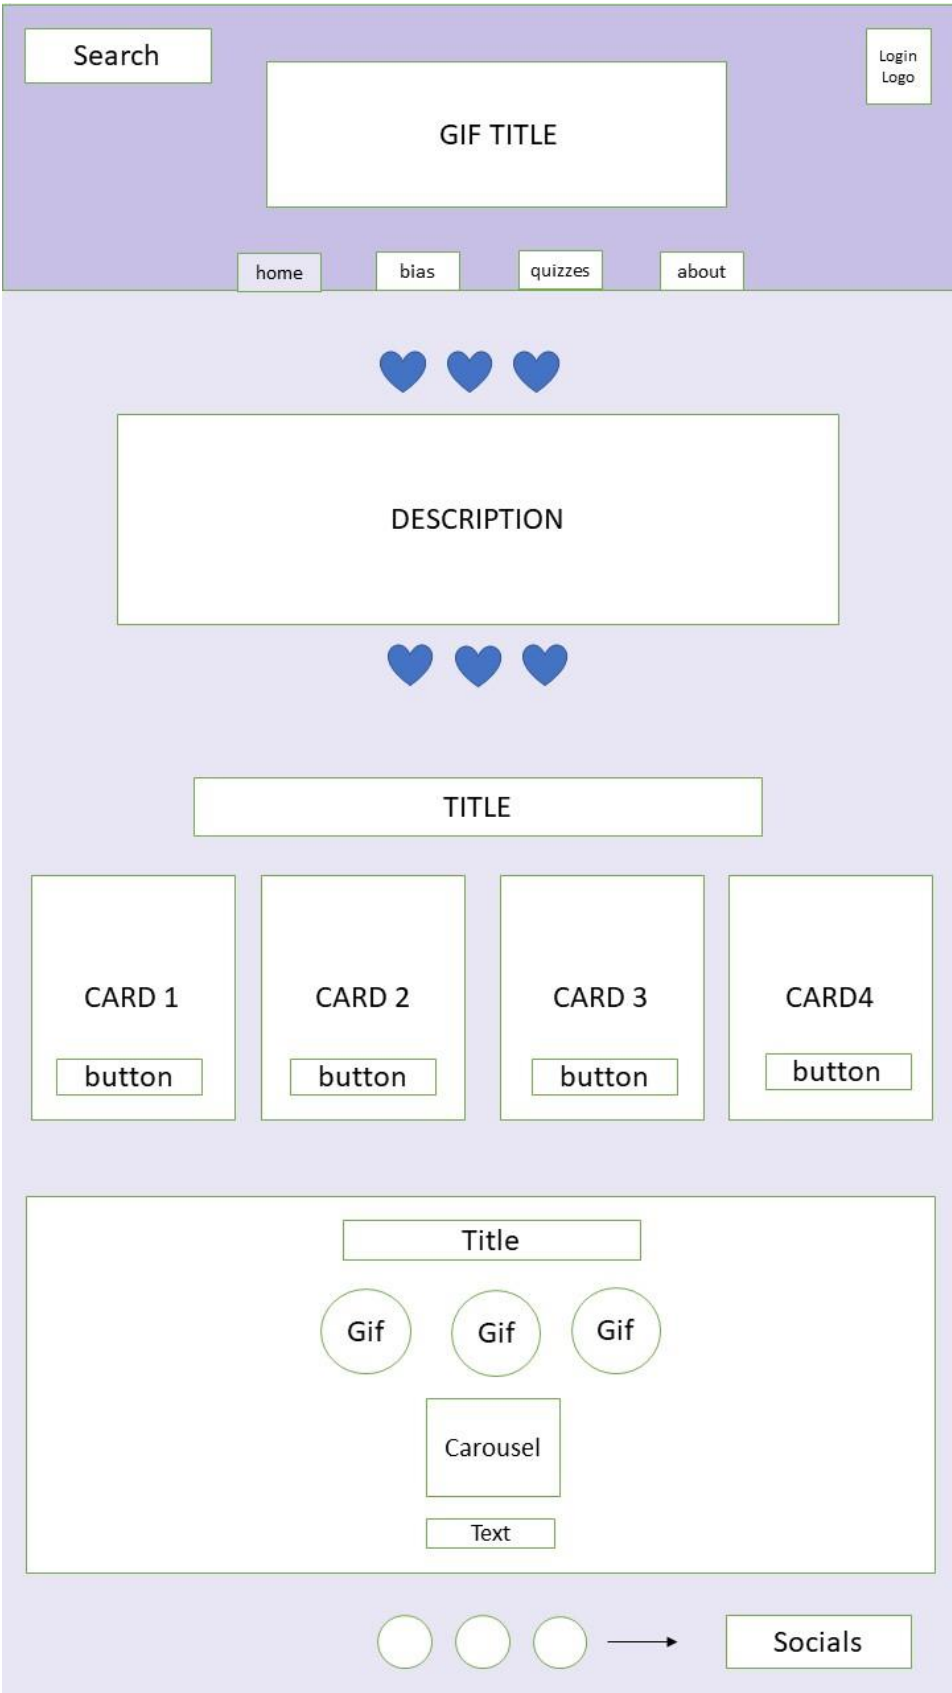 Search
Login
Logo
GIF TITLE
home
bias
quizzes
about
DESCRIPTION
TITLE
CARD 1
button
CARD 2
button
CARD 3
button
CARD4
button
Title
Gif
Gif
Gif
Carousel
Text
Socials